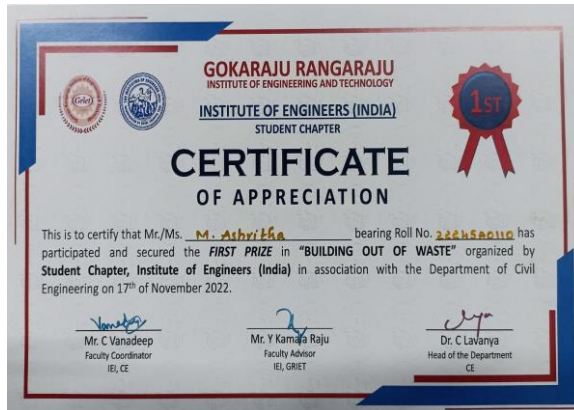 GOKARAJU RANGARAJU
INSTITUTE OF ENGINEERING AND TECHNOLOGY
Griet
INSTITUTE OF ENGINEERS (INDIA)
STUDENT CHAPTER
1ST
CERTIFICATE
OF APPRECIATION
This is to certify that Mr./Ms. M. Ashritha bearing Roll No. 22245A0110 has
participated and secured the FIRST PRIZE in "BUILDING OUT OF WASTE" organized by
Student Chapter, Institute of Engineers (India) in association with the Department of Civil
Engineering on 17th of November 2022.
Mr. C Vanadeep
Faculty Coordinator
IEI, CE
Mr. Y Kamala Raju
Faculty Advisor
IEI, GRIET
Dr. C Lavanya
Head of the Department
CE